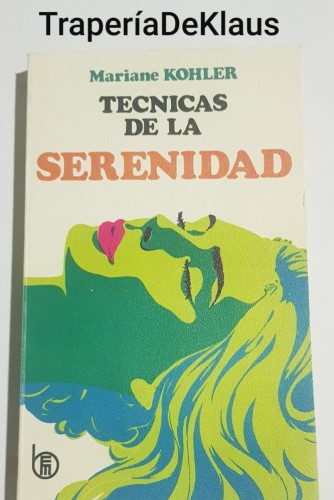 TraperíaDeKlaus
Mariane KOHLER
TECNICAS
DE LA
SERENIDAD